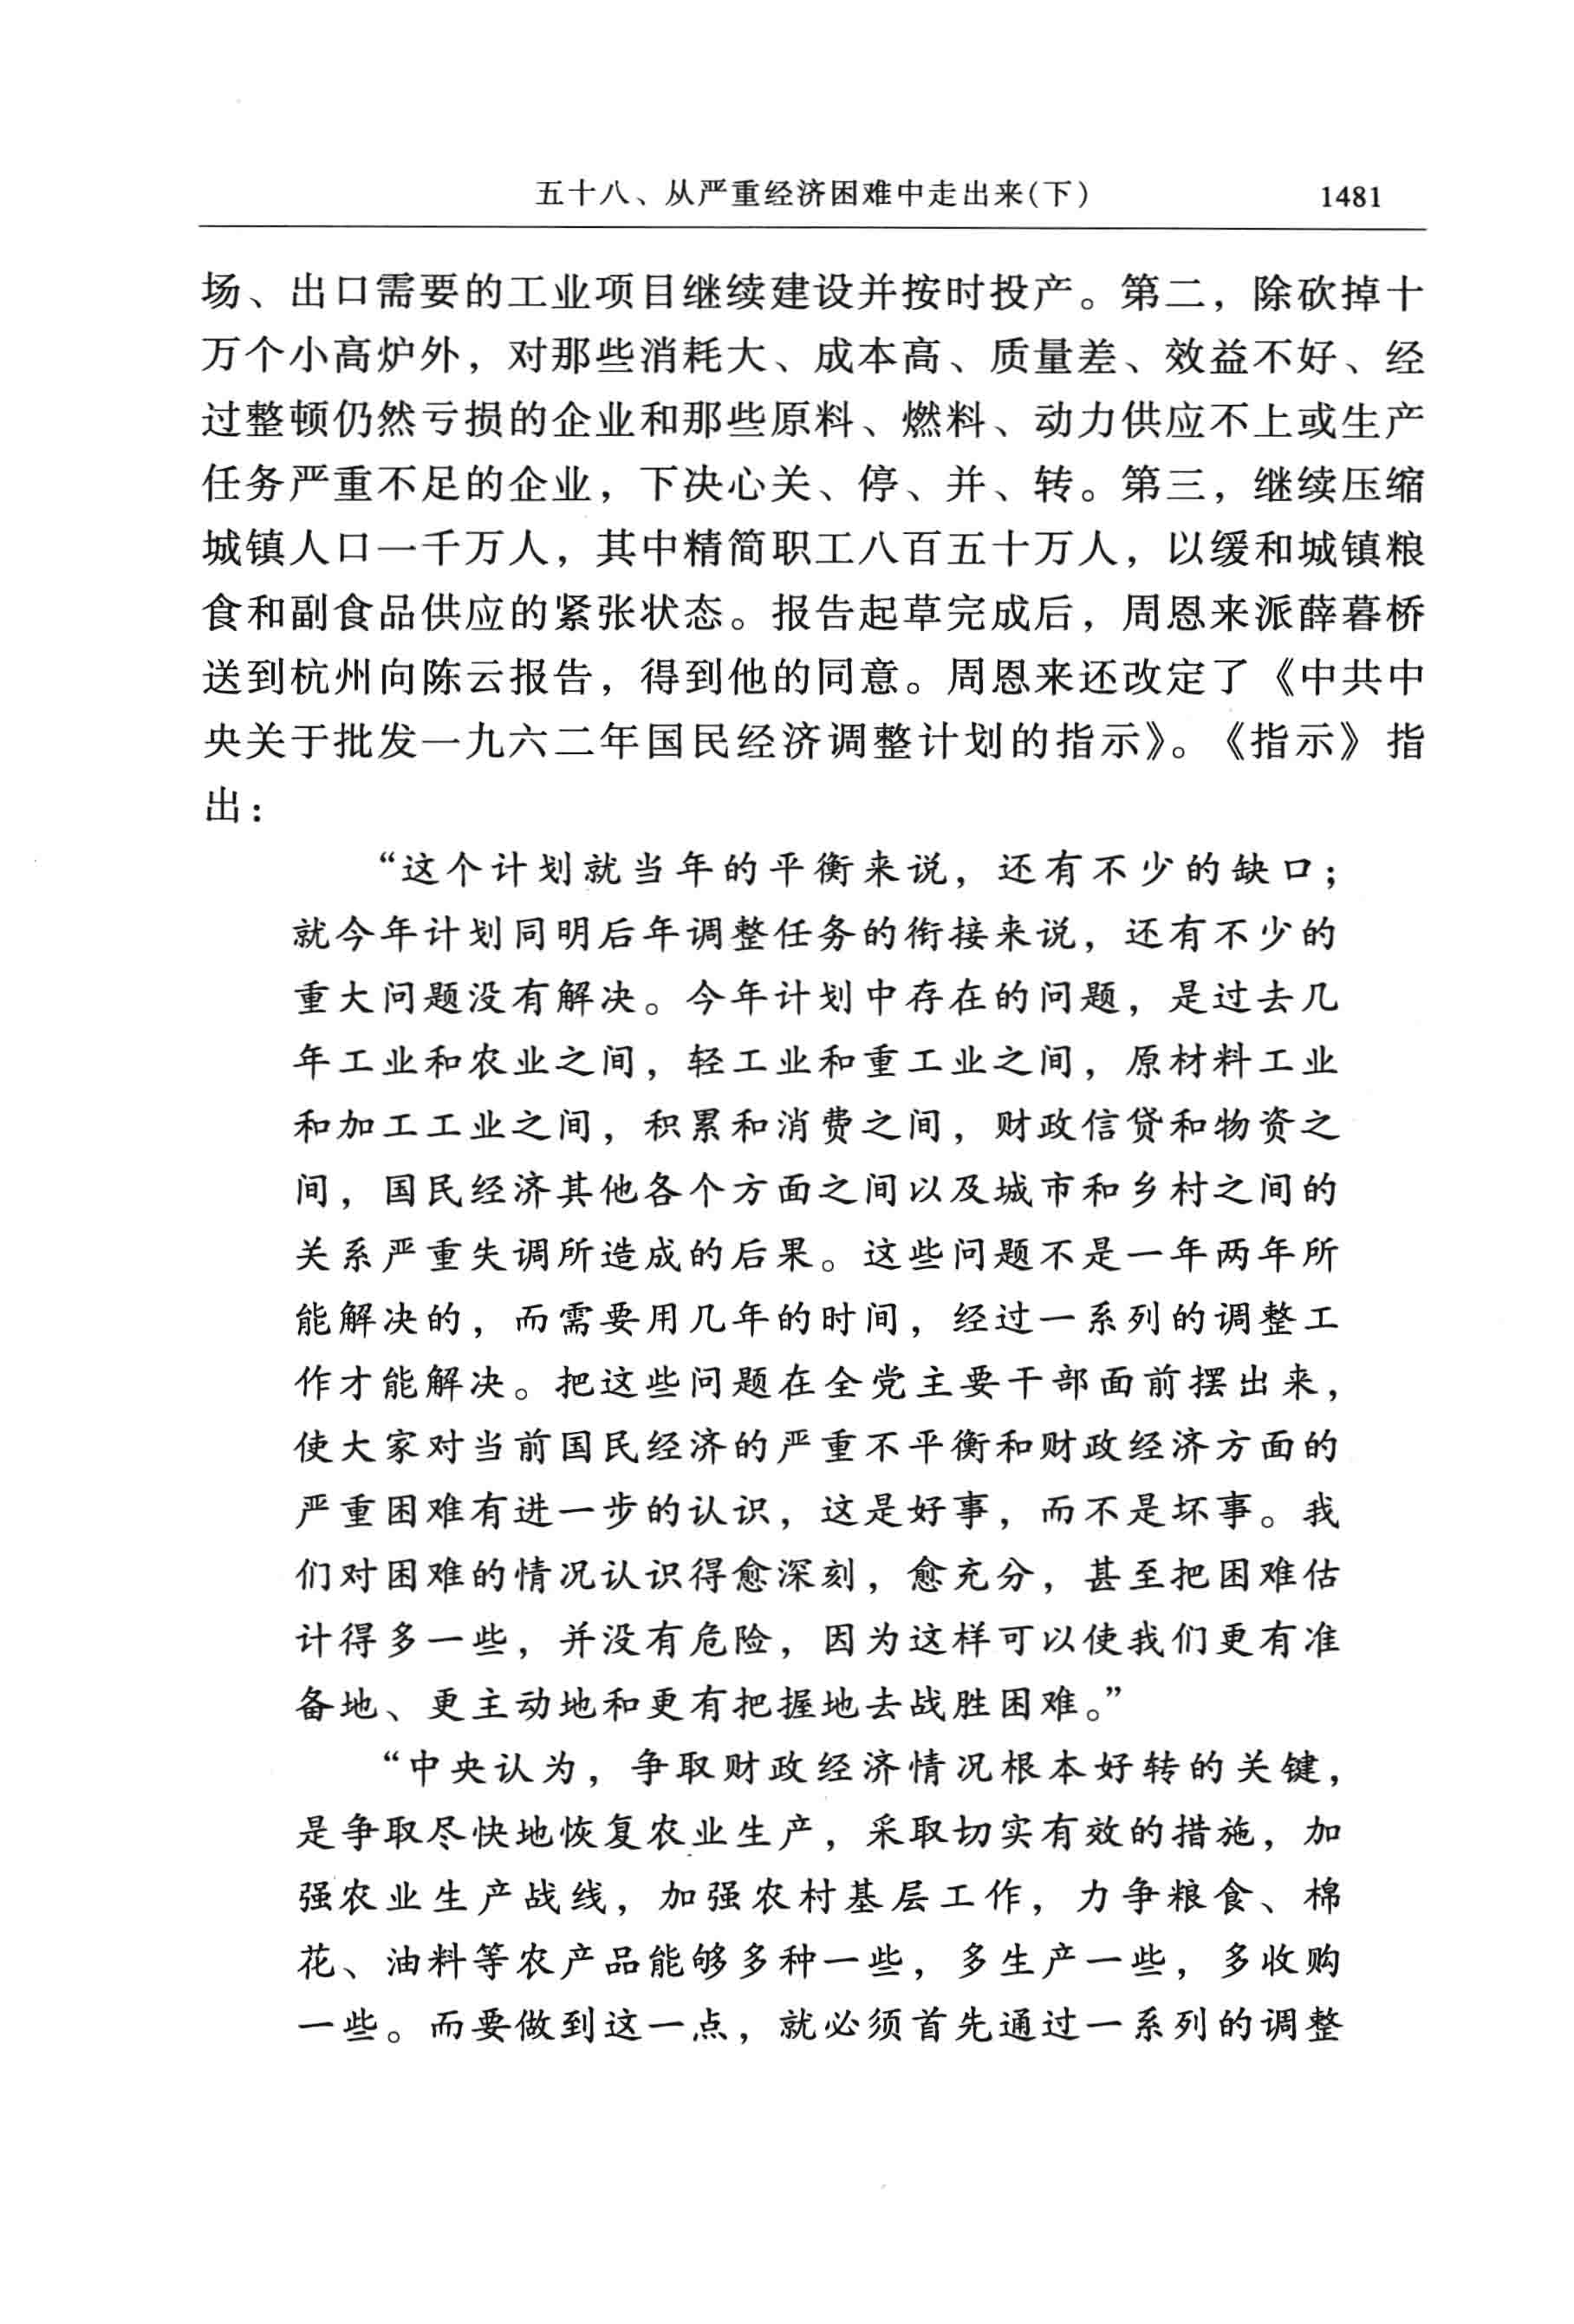 五十八、从严重经济困难中走出来(下) 1481
场、出口需要的工业项目继续建设并按时投产。第二，除砍掉十
万个小高炉外，对那些消耗大、成本高、质量差、效益不好、经
过整顿仍然亏损的企业和那些原料、燃料、动力供应不上或生产
任务严重不足的企业，下决心关、停、并、转。第三，继续压缩
城镇人口一千万人，其中精简职工八百五十万人，以缓和城镇粮
食和副食品供应的紧张状态。报告起草完成后，周恩来派薛暮桥
送到杭州向陈云报告，得到他的同意。周恩来还改定了《中共中
央关于批发一九六二年国民经济调整计划的指示》。《指示》指
出：
“这个计划就当年的平衡来说，还有不少的缺口；
就今年计划同明后年调整任务的衔接来说，还有不少的
重大问题没有解决。今年计划中存在的问题，是过去几
年工业和农业之间，轻工业和重工业之间，原材料工业
和加工工业之间，积累和消费之间，财政信贷和物资之
间，国民经济其他各个方面之间以及城市和乡村之间的
关系严重失调所造成的后果。这些问题不是一年两年所
能解决的，而需要用几年的时间，经过一系列的调整工
作才能解决。把这些问题在全党主要干部面前摆出来，
使大家对当前国民经济的严重不平衡和财政经济方面的
严重困难有进一步的认识，这是好事，而不是坏事。我
们对困难的情况认识得愈深刻，愈充分，甚至把困难估
计得多一些，并没有危险，因为这样可以使我们更有准
备地、更主动地和更有把握地去战胜困难。”
“中央认为，争取财政经济情况根本好转的关键，
是争取尽快地恢复农业生产，采取切实有效的措施，加
强农业生产战线，加强农村基层工作，力争粮食、棉
花、油料等农产品能够多种一些，多生产一些，多收购
一些。而要做到这一点，就必须首先通过一系列的调整